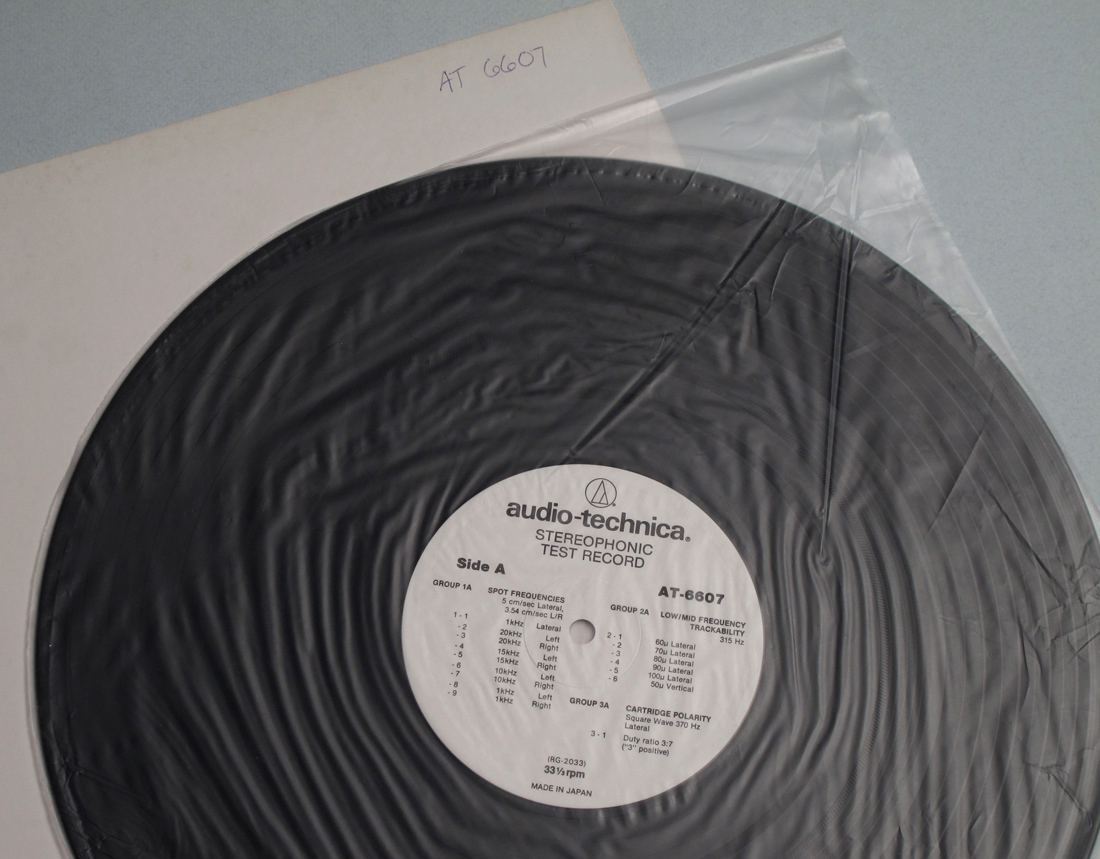 AT 6607
audio-technica®
STEREOPHONIC
TEST RECORD
Side A
AT-6607
GROUP 1A SPOT FREQUENCIES
5 cm/sec Lateral,
3.54 cm/sec L/R
1 - 1 1kHz Lateral
- 2 20kHz Left
- 3 20kHz Right
- 4 15kHz Left
- 5 15kHz Right
- 6 10kHz Left
- 7 10kHz Right
- 8 1kHz Left
- 9 1kHz Right
GROUP 2A LOW/MID FREQUENCY
TRACKABILITY
315 Hz
2 - 1 60µ Lateral
- 2 70µ Lateral
- 3 80µ Lateral
- 4 90µ Lateral
- 5 100µ Lateral
- 6 50µ Vertical
GROUP 3A CARTRIDGE POLARITY
Square Wave 370 Hz
Lateral
3 - 1 Duty ratio 3:7
("3" positive)
(RG-2033)
33⅓rpm
MADE IN JAPAN